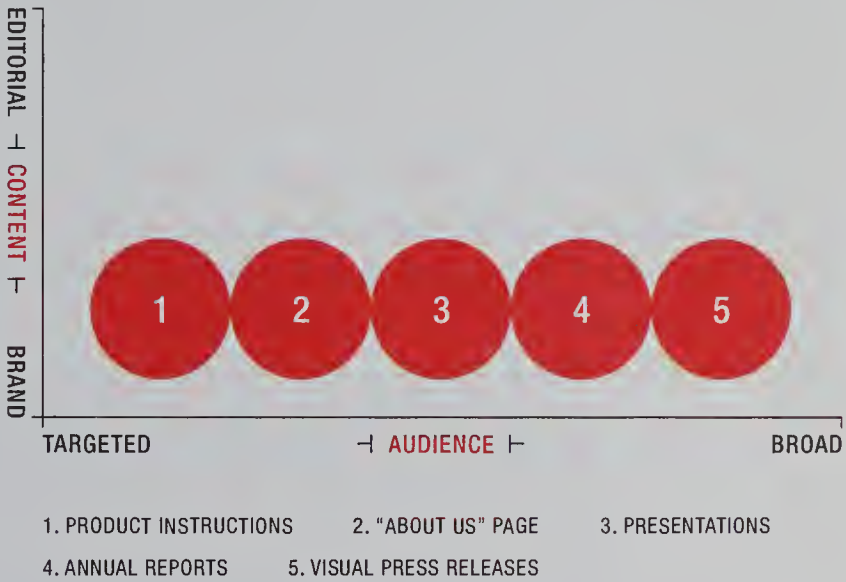 EDITORIAL ⊣ CONTENT ⊢ BRAND
1 2 3 4 5
TARGETED ⊣ AUDIENCE ⊢ BROAD
1. PRODUCT INSTRUCTIONS 2. "ABOUT US" PAGE 3. PRESENTATIONS
4. ANNUAL REPORTS 5. VISUAL PRESS RELEASES